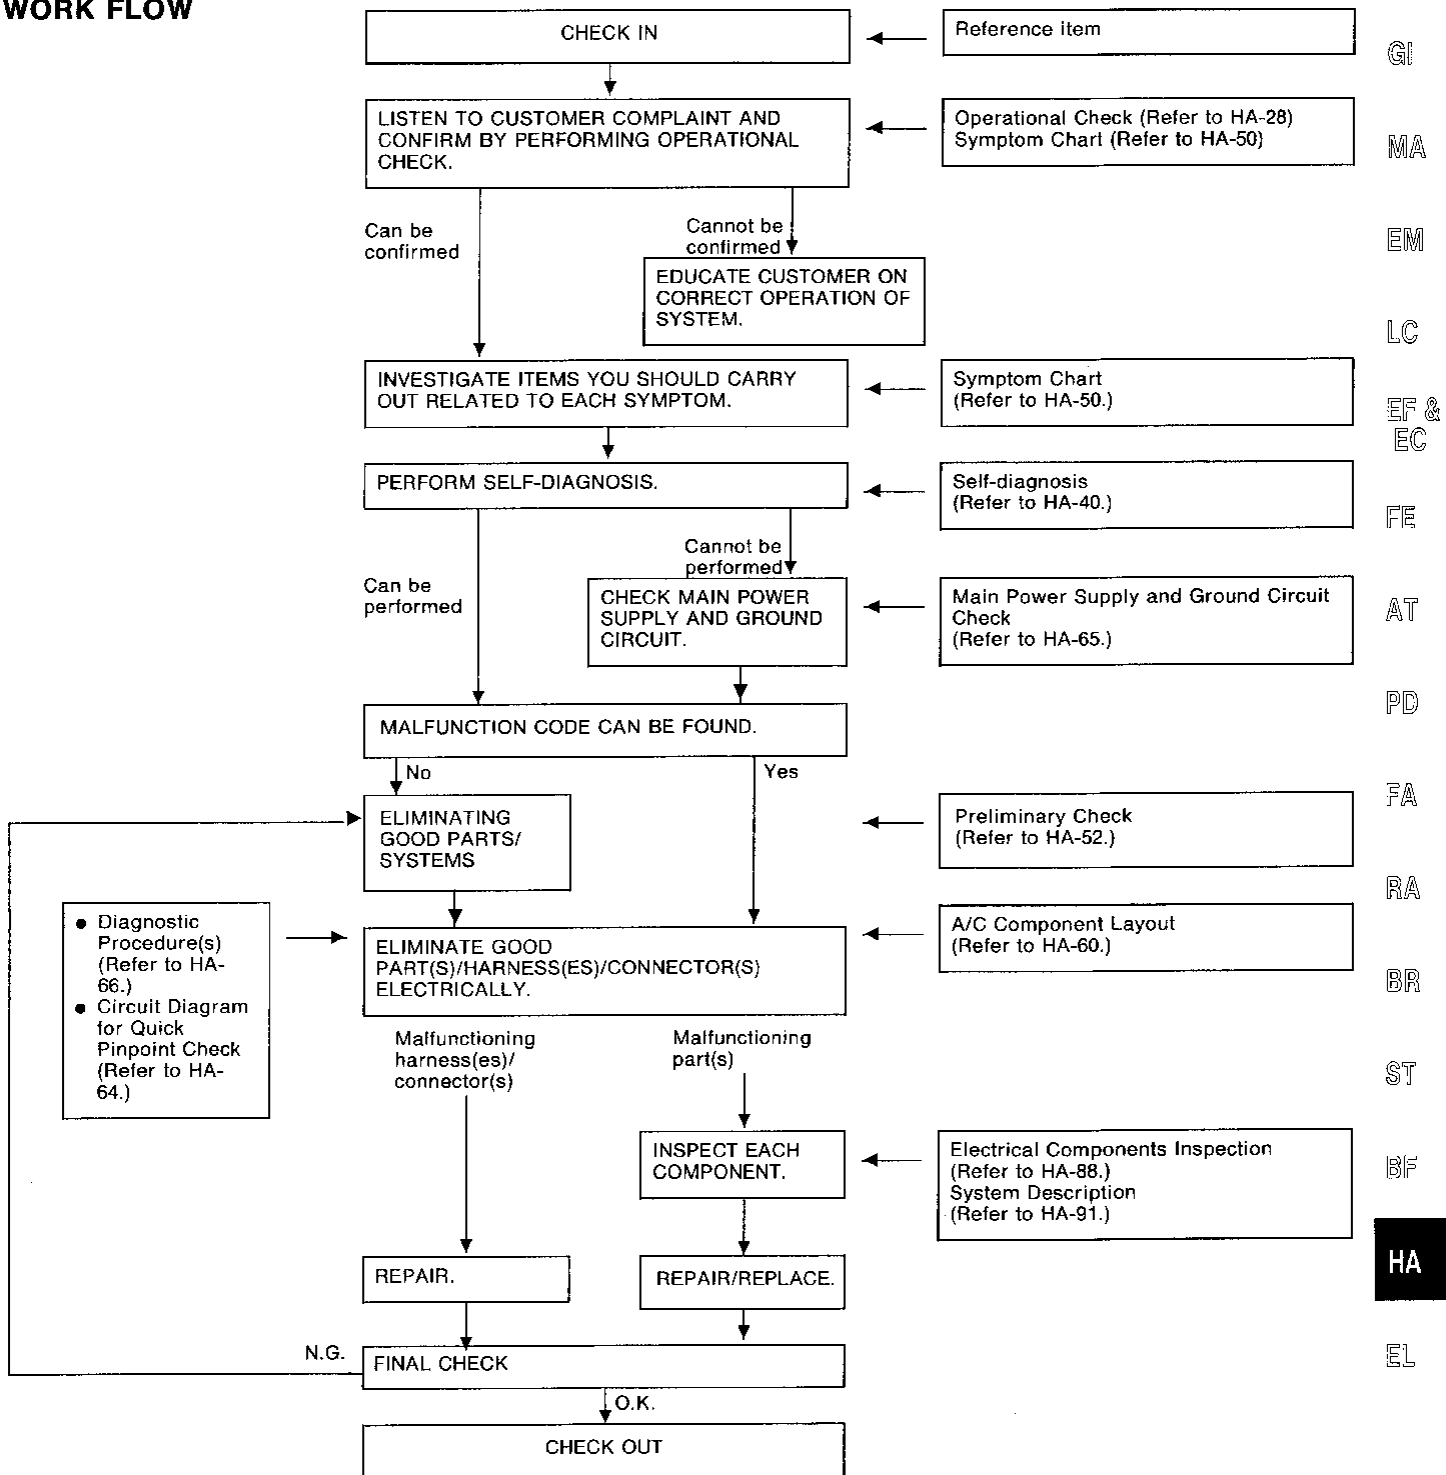 WORK FLOW
CHECK IN
Reference item
LISTEN TO CUSTOMER COMPLAINT AND
CONFIRM BY PERFORMING OPERATIONAL
CHECK.
Operational Check (Refer to HA-28)
Symptom Chart (Refer to HA-50)
Can be
confirmed
Cannot be
confirmed
EDUCATE CUSTOMER ON
CORRECT OPERATION OF
SYSTEM.
INVESTIGATE ITEMS YOU SHOULD CARRY
OUT RELATED TO EACH SYMPTOM.
Symptom Chart
(Refer to HA-50.)
PERFORM SELF-DIAGNOSIS.
Self-diagnosis
(Refer to HA-40.)
Can be
performed
Cannot be
performed
CHECK MAIN POWER
SUPPLY AND GROUND
CIRCUIT.
Main Power Supply and Ground Circuit
Check
(Refer to HA-65.)
MALFUNCTION CODE CAN BE FOUND.
No
Yes
ELIMINATING
GOOD PARTS/
SYSTEMS
Preliminary Check
(Refer to HA-52.)
● Diagnostic
Procedure(s)
(Refer to HA-
66.)
● Circuit Diagram
for Quick
Pinpoint Check
(Refer to HA-
64.)
ELIMINATE GOOD
PART(S)/HARNESS(ES)/CONNECTOR(S)
ELECTRICALLY.
A/C Component Layout
(Refer to HA-60.)
Malfunctioning
harness(es)/
connector(s)
Malfunctioning
part(s)
INSPECT EACH
COMPONENT.
Electrical Components Inspection
(Refer to HA-88.)
System Description
(Refer to HA-91.)
REPAIR.
REPAIR/REPLACE.
N.G.
FINAL CHECK
O.K.
CHECK OUT
GI
MA
EM
LC
EF &
EC
FE
AT
PD
FA
RA
BR
ST
BF
HA
EL